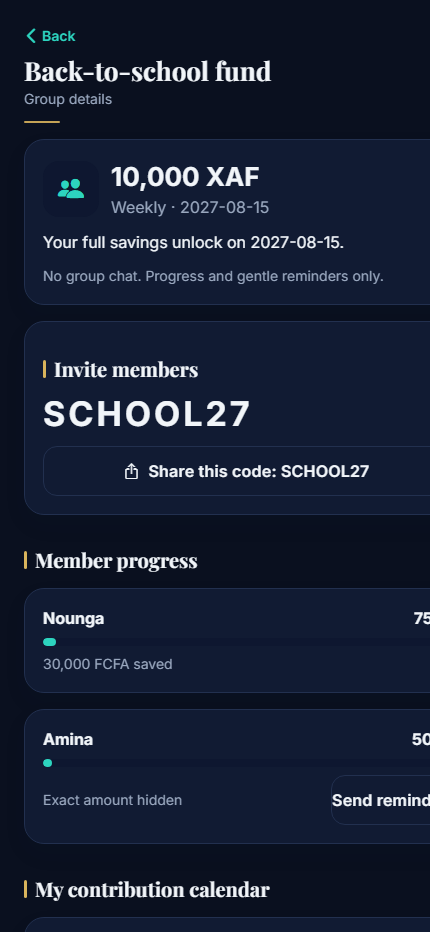 Back
Back-to-school fund
Group details
10,000 XAF
Weekly · 2027-08-15
Your full savings unlock on 2027-08-15.
No group chat. Progress and gentle reminders only.
Invite members
SCHOOL27
Share this code: SCHOOL27
Member progress
Nounga 75
30,000 FCFA saved
Amina 50
Exact amount hidden Send remind
My contribution calendar